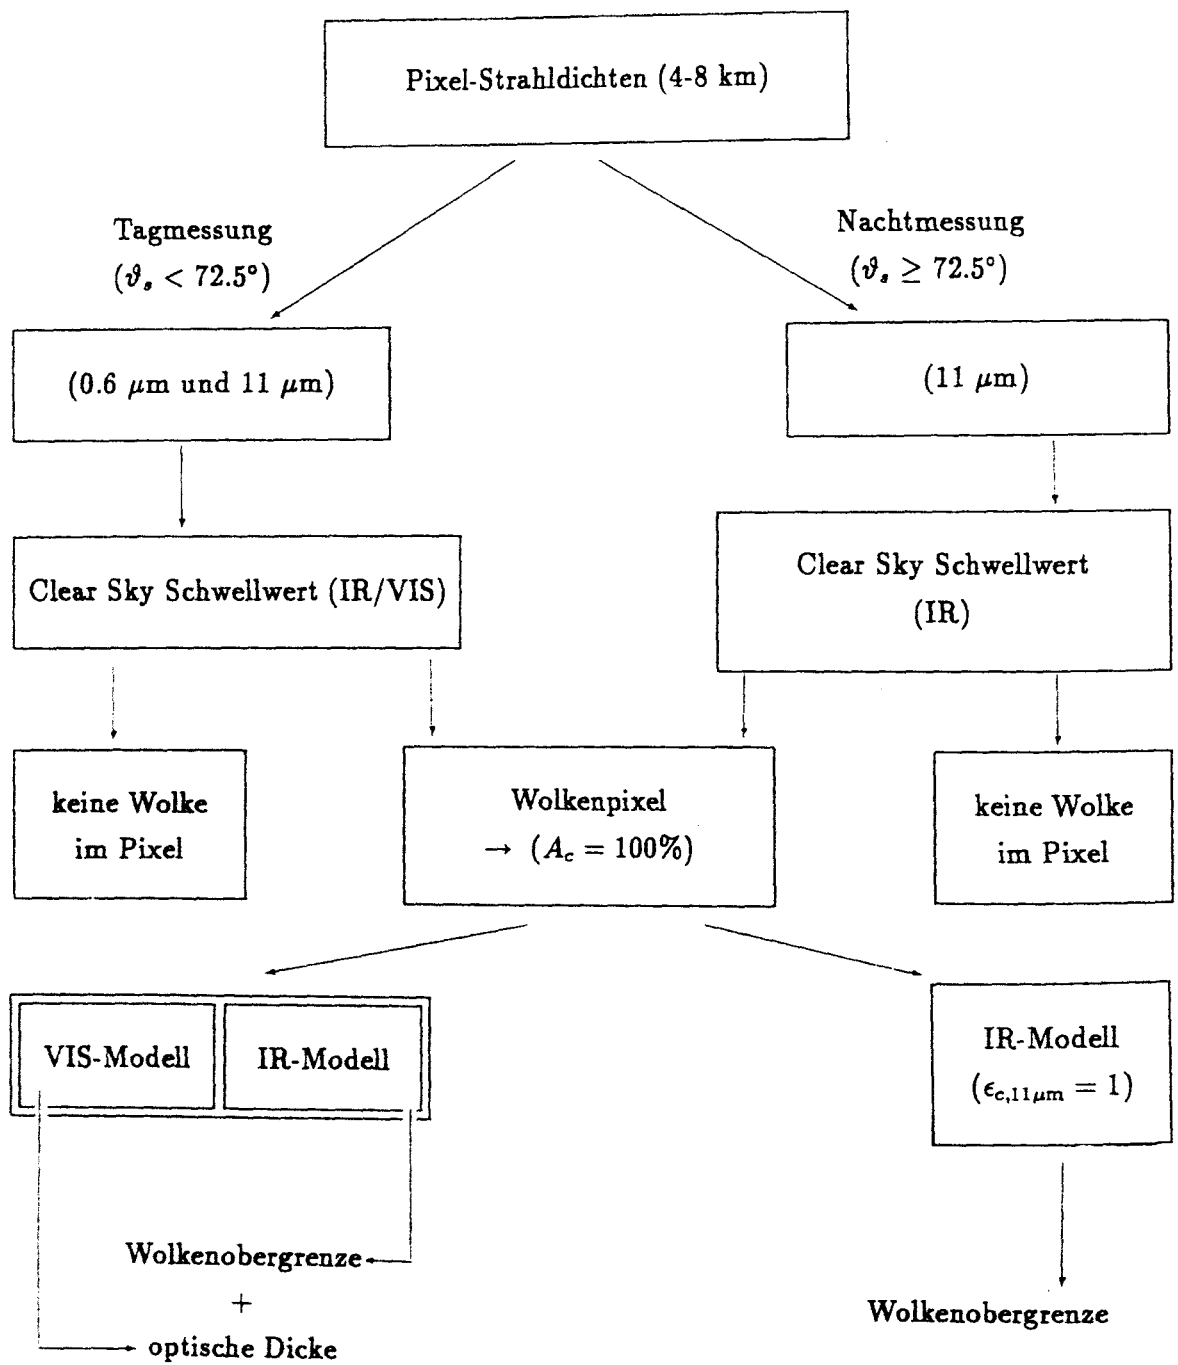 Pixel-Strahldichten (4-8 km)
Tagmessung
(ϑₛ < 72.5°)
Nachtmessung
(ϑₛ ≥ 72.5°)
(0.6 μm und 11 μm)
(11 μm)
Clear Sky Schwellwert (IR/VIS)
Clear Sky Schwellwert
(IR)
keine Wolke
im Pixel
Wolkenpixel
→ (A_c = 100%)
keine Wolke
im Pixel
VIS-Modell
IR-Modell
IR-Modell
(ϵ_c,11μm = 1)
Wolkenobergrenze
+
optische Dicke
Wolkenobergrenze